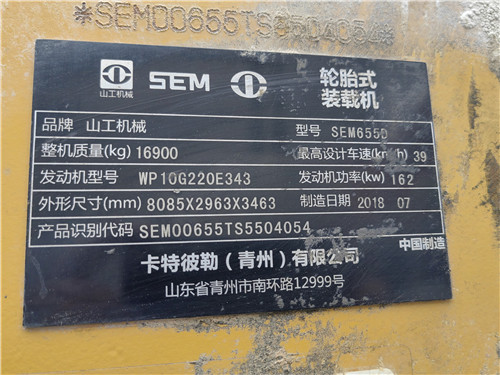 *SEM00655TS5504054*
山工机械 SEM 轮胎式装载机
品牌 山工机械 型号 SEM655D
整机质量(kg) 16900 最高设计车速(km/h) 39
发动机型号 WP10G220E343 发动机功率(kw) 162
外形尺寸(mm) 8085X2963X3463 制造日期 2018 07
产品识别代码 SEM00655TS5504054
中国制造
卡特彼勒(青州)有限公司
山东省青州市南环路12999号